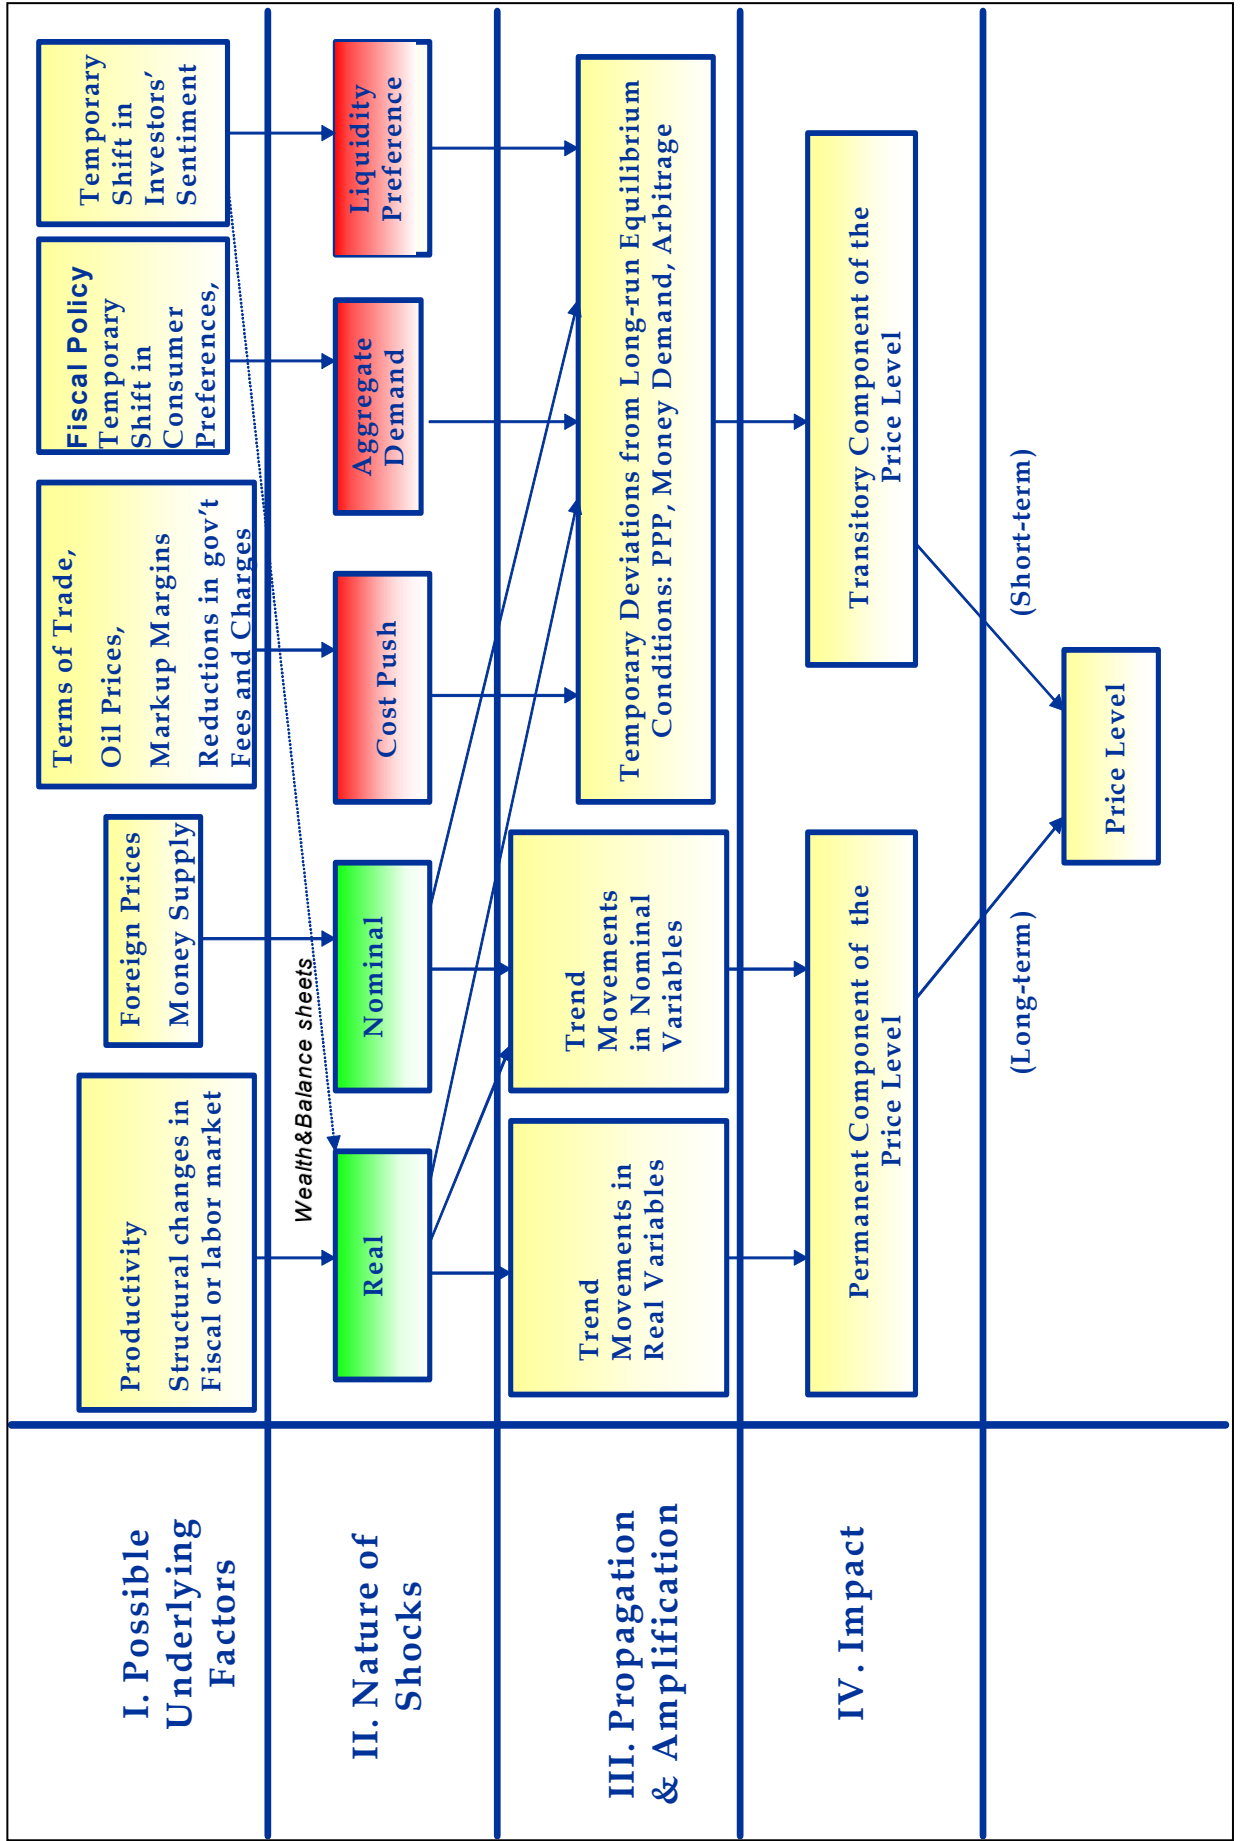 I. Possible
Underlying
Factors
Productivity
Structural changes in
Fiscal or labor market
Foreign Prices
Money Supply
Terms of Trade,
Oil Prices,
Markup Margins
Reductions in gov't
Fees and Charges
Fiscal Policy
Temporary
Shift in
Consumer
Preferences,
Temporary
Shift in
Investors'
Sentiment
II. Nature of
Shocks
Wealth&Balance sheets
Real
Nominal
Cost Push
Aggregate
Demand
Liquidity
Preference
III. Propagation
& Amplification
Trend
Movements in
Real Variables
Trend
Movements
in Nominal
Variables
Temporary Deviations from Long-run Equilibrium
Conditions: PPP, Money Demand, Arbitrage
IV. Impact
Permanent Component of the
Price Level
Transitory Component of the
Price Level
(Long-term)
(Short-term)
Price Level